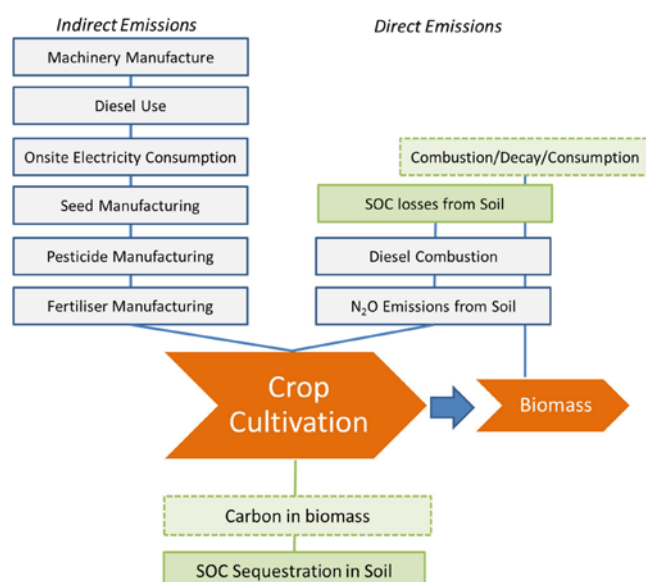 Indirect Emissions
Direct Emissions
Machinery Manufacture
Diesel Use
Onsite Electricity Consumption
Combustion/Decay/Consumption
Seed Manufacturing
SOC losses from Soil
Pesticide Manufacturing
Diesel Combustion
Fertiliser Manufacturing
N₂O Emissions from Soil
Crop
Cultivation
Biomass
Carbon in biomass
SOC Sequestration in Soil